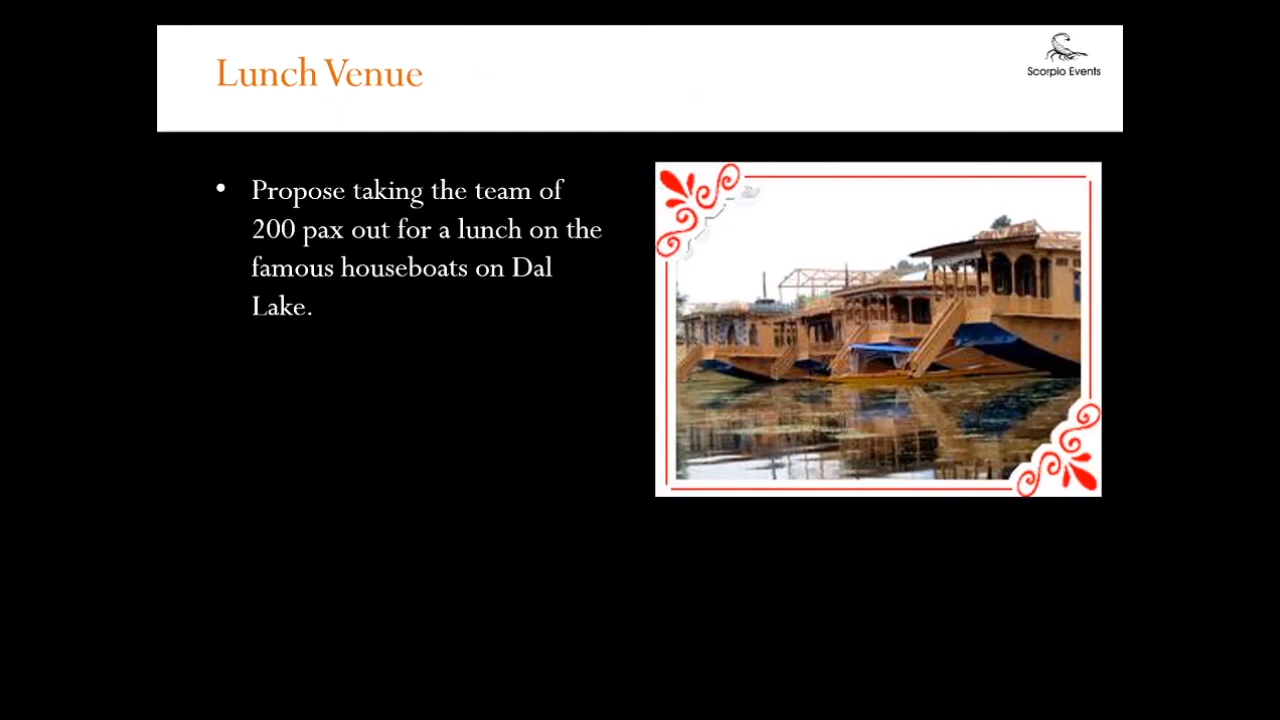 Lunch Venue
Scorpio Events
• Propose taking the team of
200 pax out for a lunch on the
famous houseboats on Dal
Lake.